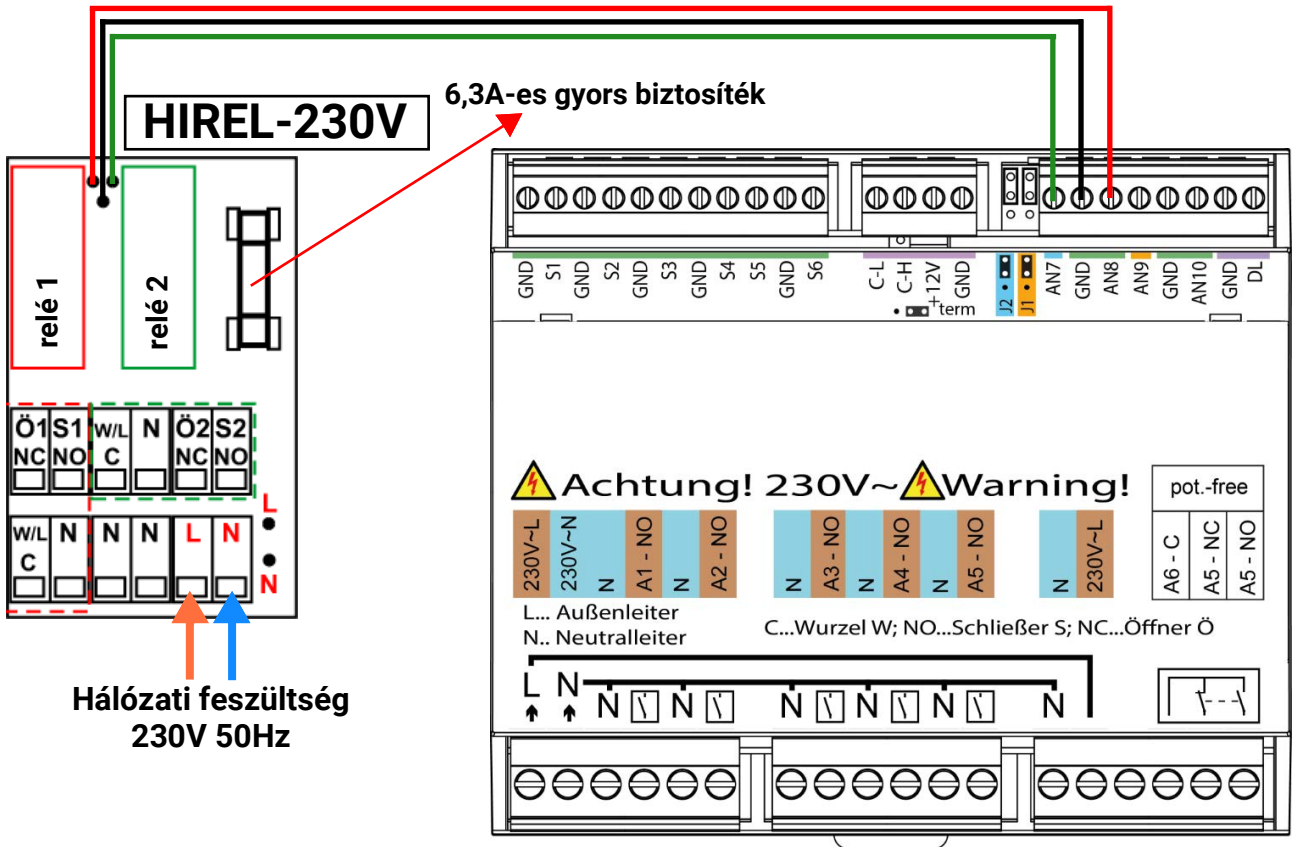 6,3A-es gyors biztosíték
HIREL-230V
relé 1
relé 2
GND S1 GND S2 GND S3 GND S4 S5 GND S6
C-L C-H +12V GND
J2 J1 AN7 GND AN8 AN9 GND AN10 GND DL
term
Ö1 S1 W/L N Ö2 S2
NC NO C NC NO
L
W/L N N N L N
C
N
Achtung! 230V~ Warning!
pot.-free
230V~L 230V~N N A1 - NO N A2 - NO
N A3 - NO N A4 - NO N A5 - NO
N 230V~L
A6 - C A5 - NC A5 - NO
L... Außenleiter
N.. Neutralleiter
C...Wurzel W; NO...Schließer S; NC...Öffner Ö
L N N N N N N N
Hálózati feszültség
230V 50Hz